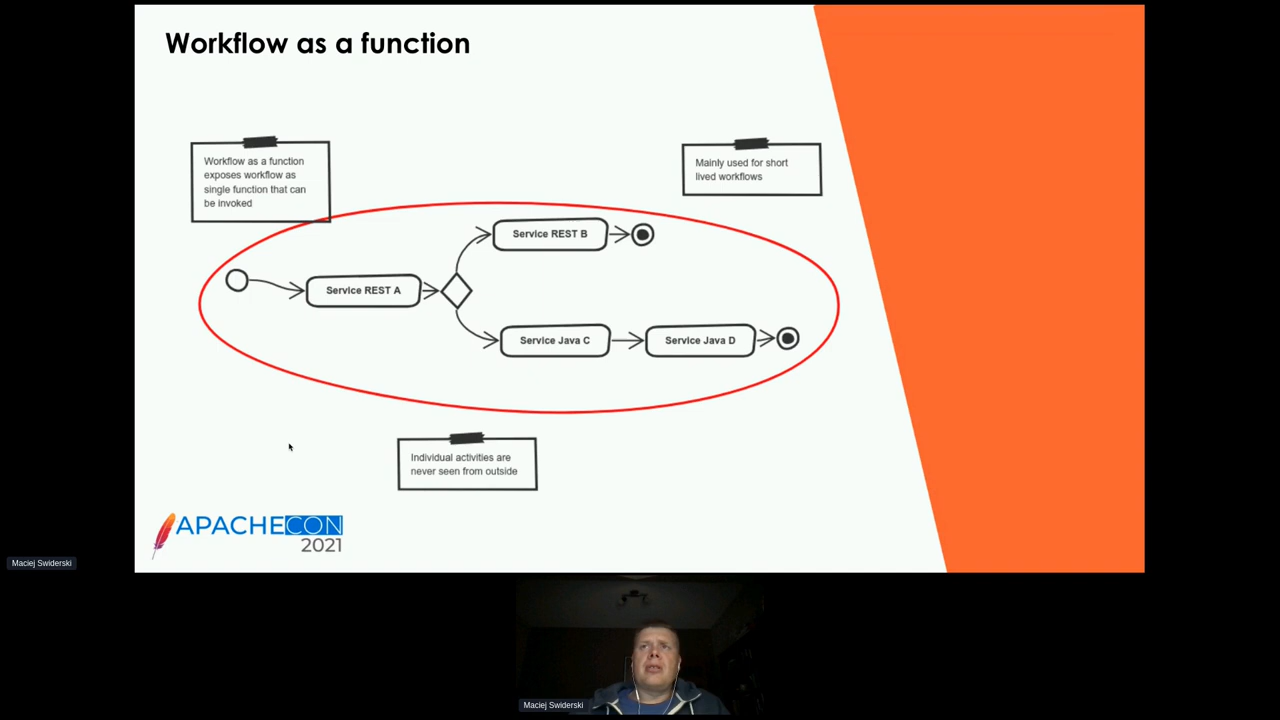 Workflow as a function
Workflow as a function
exposes workflow as
single function that can
be invoked
Mainly used for short
lived workflows
Service REST B
Service REST A
Service Java C
Service Java D
Individual activities are
never seen from outside
APACHECON
2021
Maciej Swiderski
Maciej Swiderski